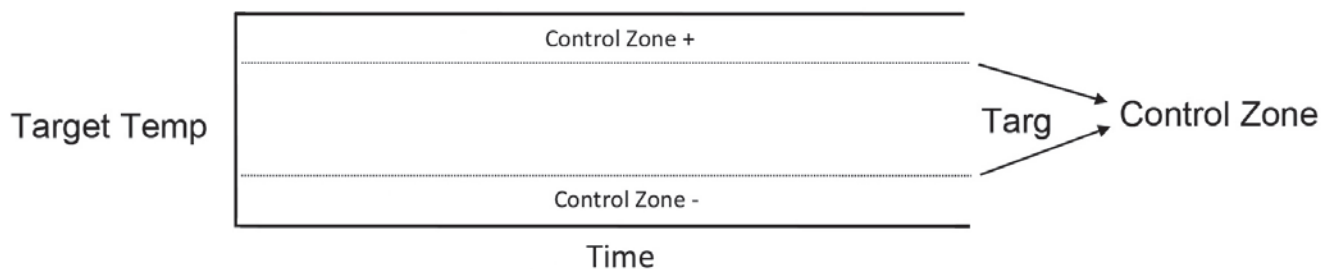 Control Zone +
Target Temp
Targ
Control Zone
Control Zone -
Time